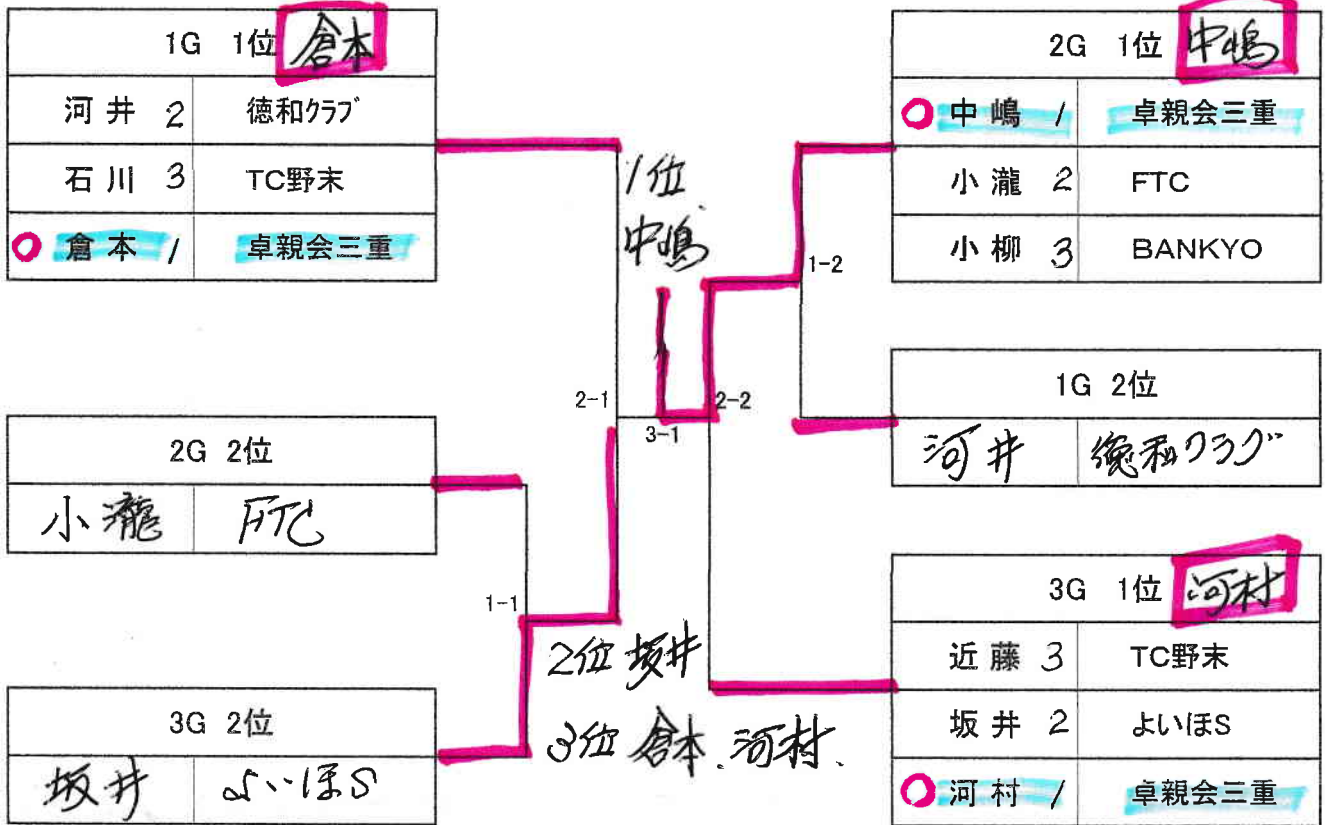 1G 1位 倉本
河井 2 徳和クラブ
石川 3 TC野末
倉本 1 卓親会三重
2G 2位
小瀧 FTC
1-1
3G 2位
坂井 よいほS
1位
中嶋
2-1
3-1
2-2
1-2
2位 坂井
3位 倉本.河村.
2G 1位 中嶋
中嶋 1 卓親会三重
小瀧 2 FTC
小柳 3 BANKYO
1G 2位
河井 徳和クラブ
3G 1位 河村
近藤 3 TC野末
坂井 2 よいほS
河村 1 卓親会三重